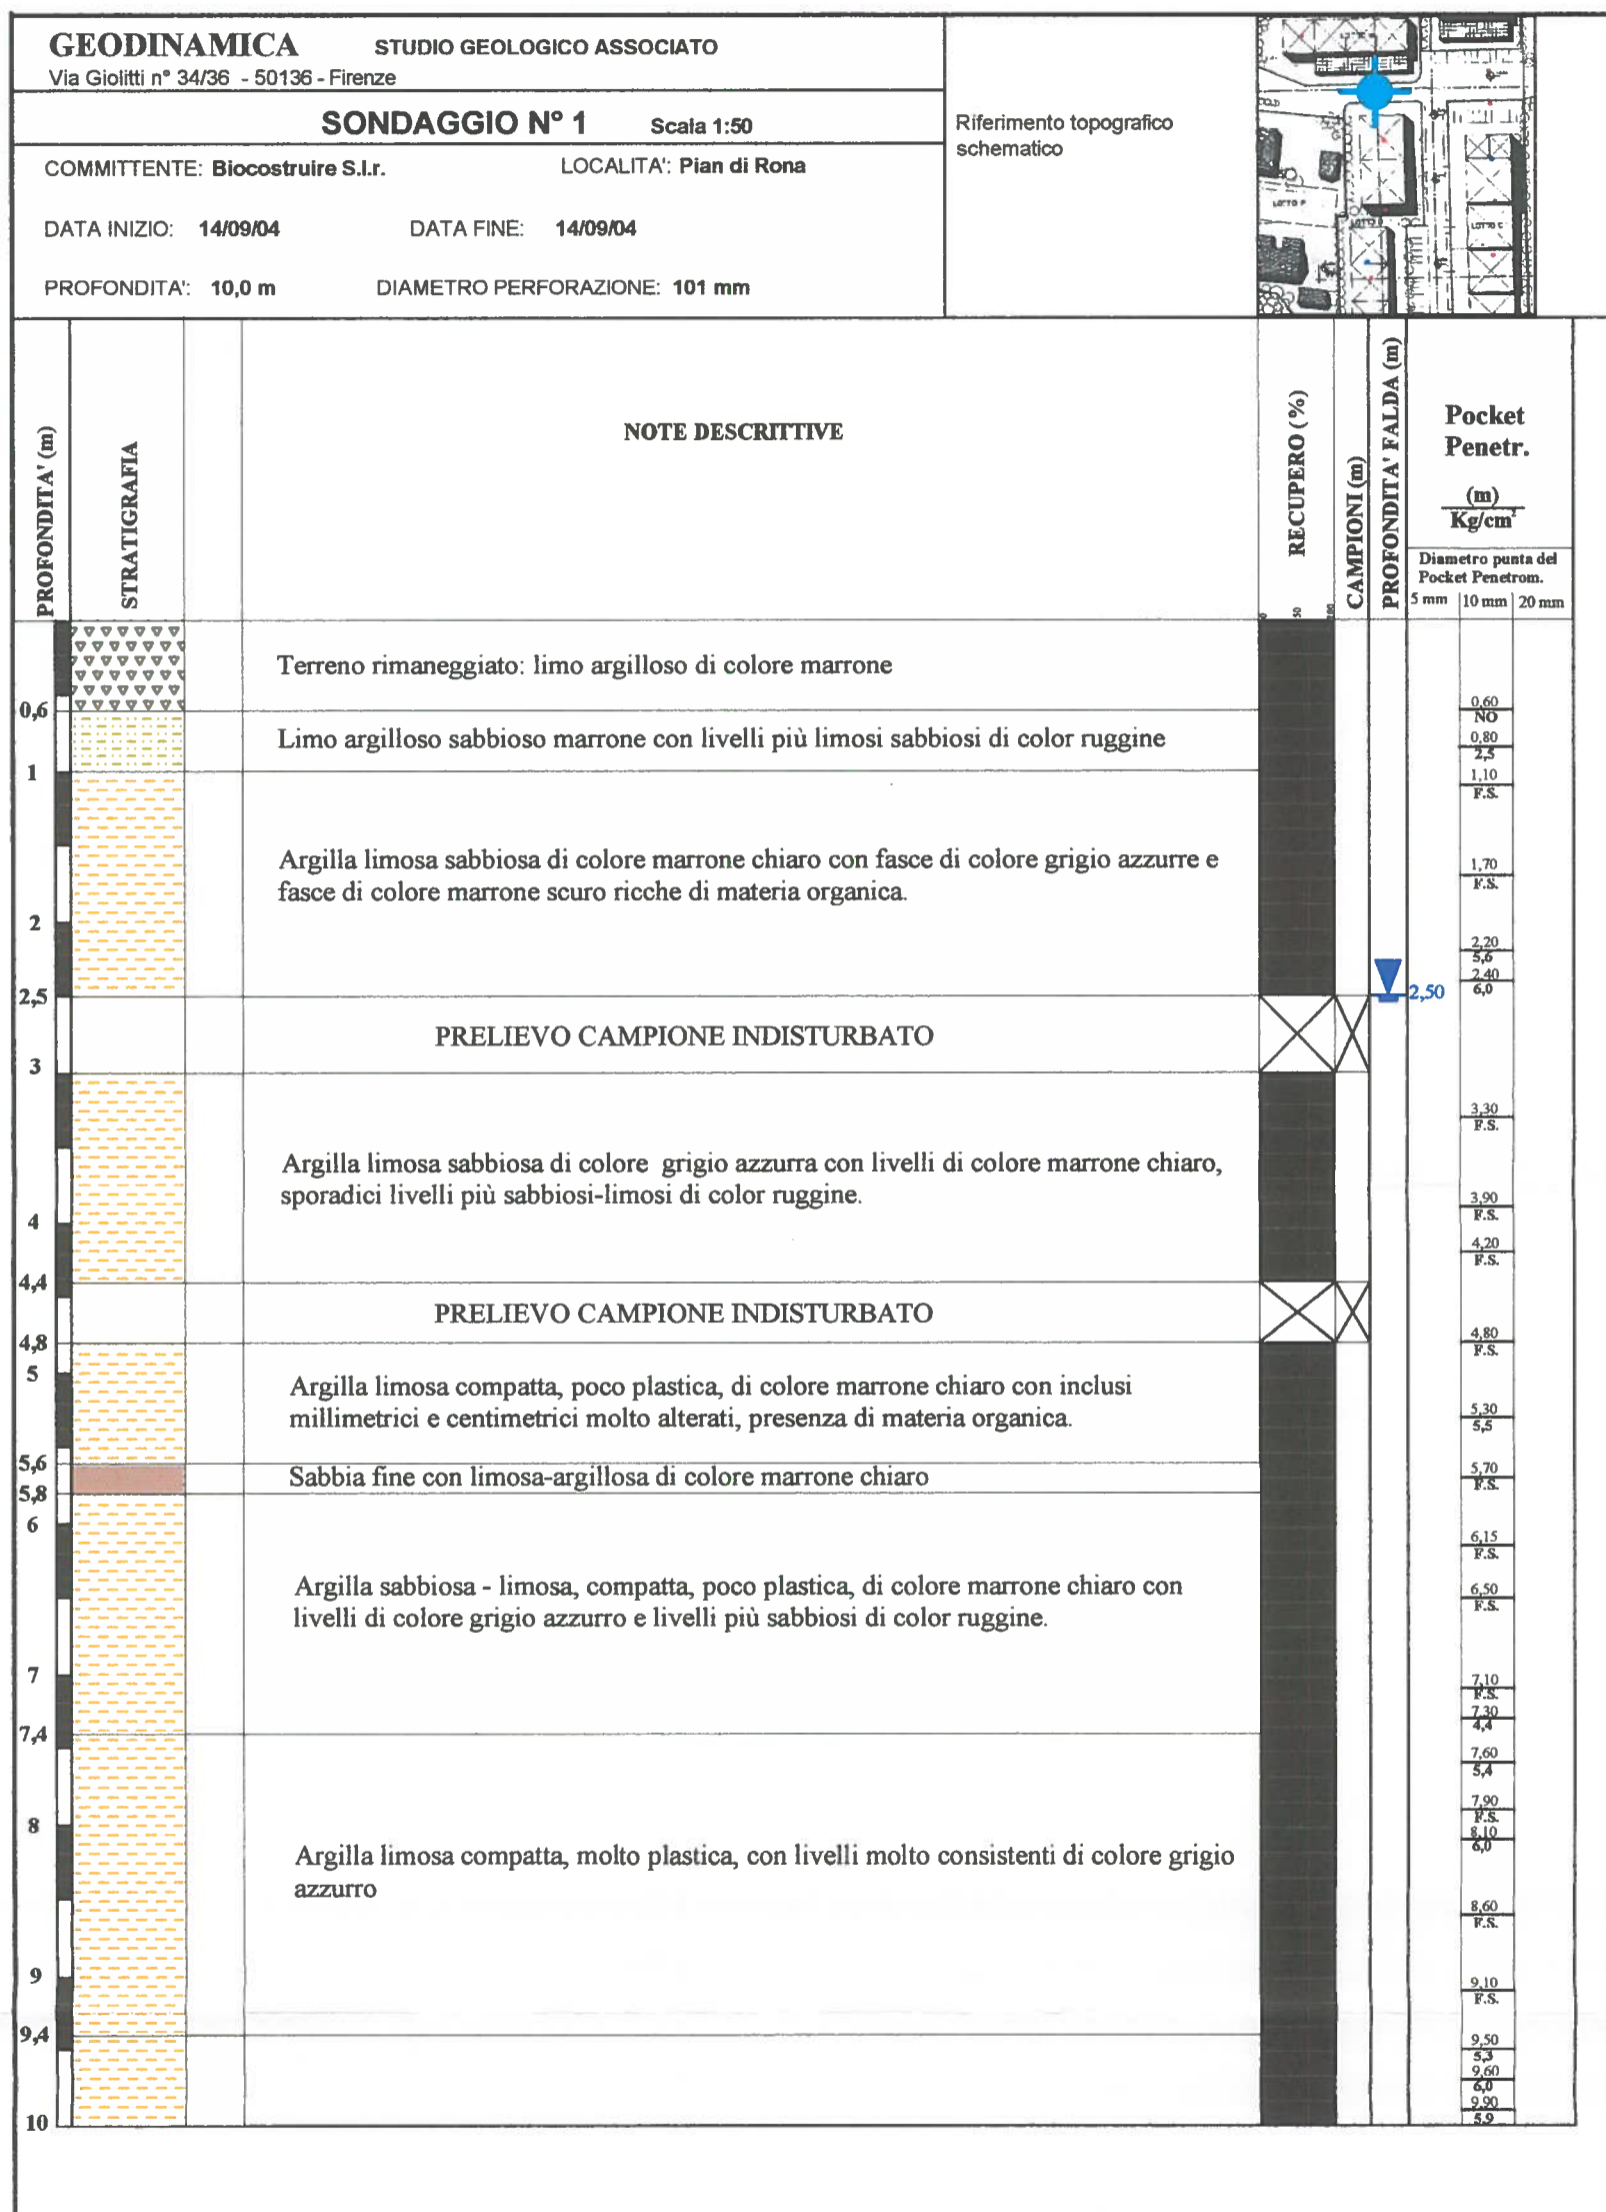 GEODINAMICA STUDIO GEOLOGICO ASSOCIATO
Via Giolitti n° 34/36 - 50136 - Firenze
SONDAGGIO N° 1 Scala 1:50
COMMITTENTE: Biocostruire S.l.r. LOCALITA': Pian di Rona
DATA INIZIO: 14/09/04 DATA FINE: 14/09/04
PROFONDITA': 10,0 m DIAMETRO PERFORAZIONE: 101 mm
Riferimento topografico
schematico
LOTTO F
LOTTO C
PROFONDITA' (m)
STRATIGRAFIA
NOTE DESCRITTIVE
RECUPERO (%)
50
CAMPIONI (m)
PROFONDITA' FALDA (m)
Pocket
Penetr.
(m)
Kg/cm²
Diametro punta del
Pocket Penetrom.
5 mm 10 mm 20 mm
Terreno rimaneggiato: limo argilloso di colore marrone
0,6
0,60
NO
Limo argilloso sabbioso marrone con livelli più limosi sabbiosi di color ruggine
0,80
2,5
1
1,10
F.S.
Argilla limosa sabbiosa di colore marrone chiaro con fasce di colore grigio azzurre e
fasce di colore marrone scuro ricche di materia organica.
1,70
F.S.
2
2,20
5,6
2,40
6,0
2,5
2,50
PRELIEVO CAMPIONE INDISTURBATO
3
3,30
F.S.
Argilla limosa sabbiosa di colore grigio azzurra con livelli di colore marrone chiaro,
sporadici livelli più sabbiosi-limosi di color ruggine.
3,90
F.S.
4
4,20
F.S.
4,4
PRELIEVO CAMPIONE INDISTURBATO
4,8
4,80
F.S.
5
Argilla limosa compatta, poco plastica, di colore marrone chiaro con inclusi
millimetrici e centimetrici molto alterati, presenza di materia organica.
5,30
5,5
5,6
Sabbia fine con limosa-argillosa di colore marrone chiaro
5,70
F.S.
5,8
6
6,15
F.S.
Argilla sabbiosa - limosa, compatta, poco plastica, di colore marrone chiaro con
livelli di colore grigio azzurro e livelli più sabbiosi di color ruggine.
6,50
F.S.
7
7,10
F.S.
7,30
4,4
7,4
7,60
5,4
7,90
F.S.
8
8,10
6,0
Argilla limosa compatta, molto plastica, con livelli molto consistenti di colore grigio
azzurro
8,60
F.S.
9
9,10
F.S.
9,4
9,50
5,3
9,60
6,0
9,90
5,9
10